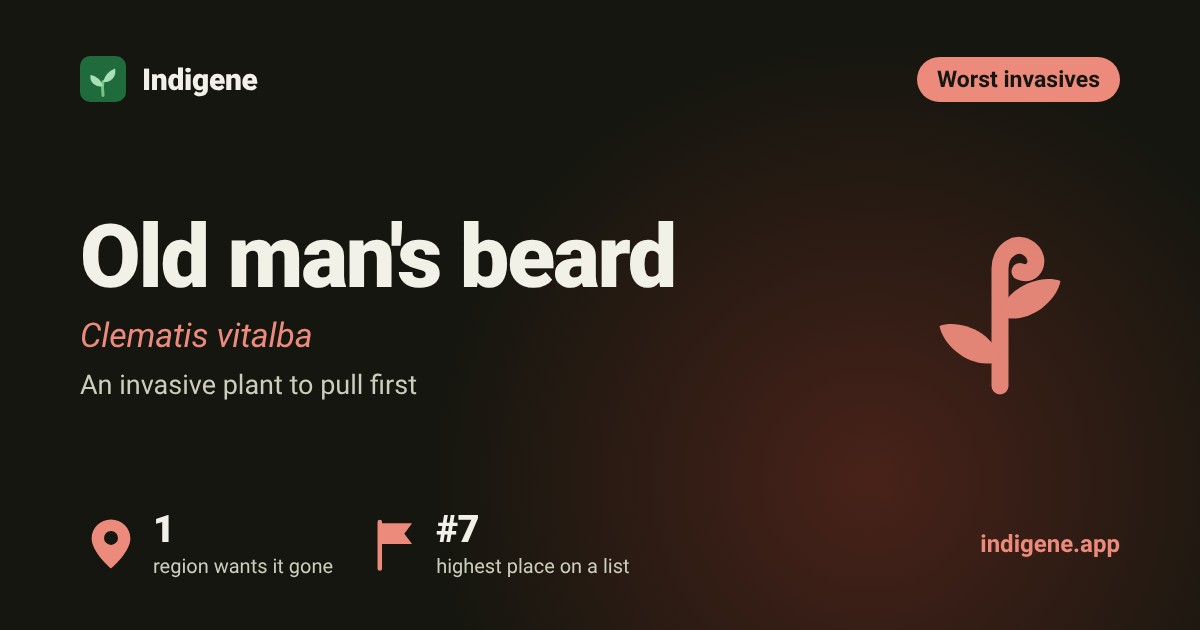 Indigene
Worst invasives
Old man's beard
Clematis vitalba
An invasive plant to pull first
1
region wants it gone
#7
highest place on a list
indigene.app